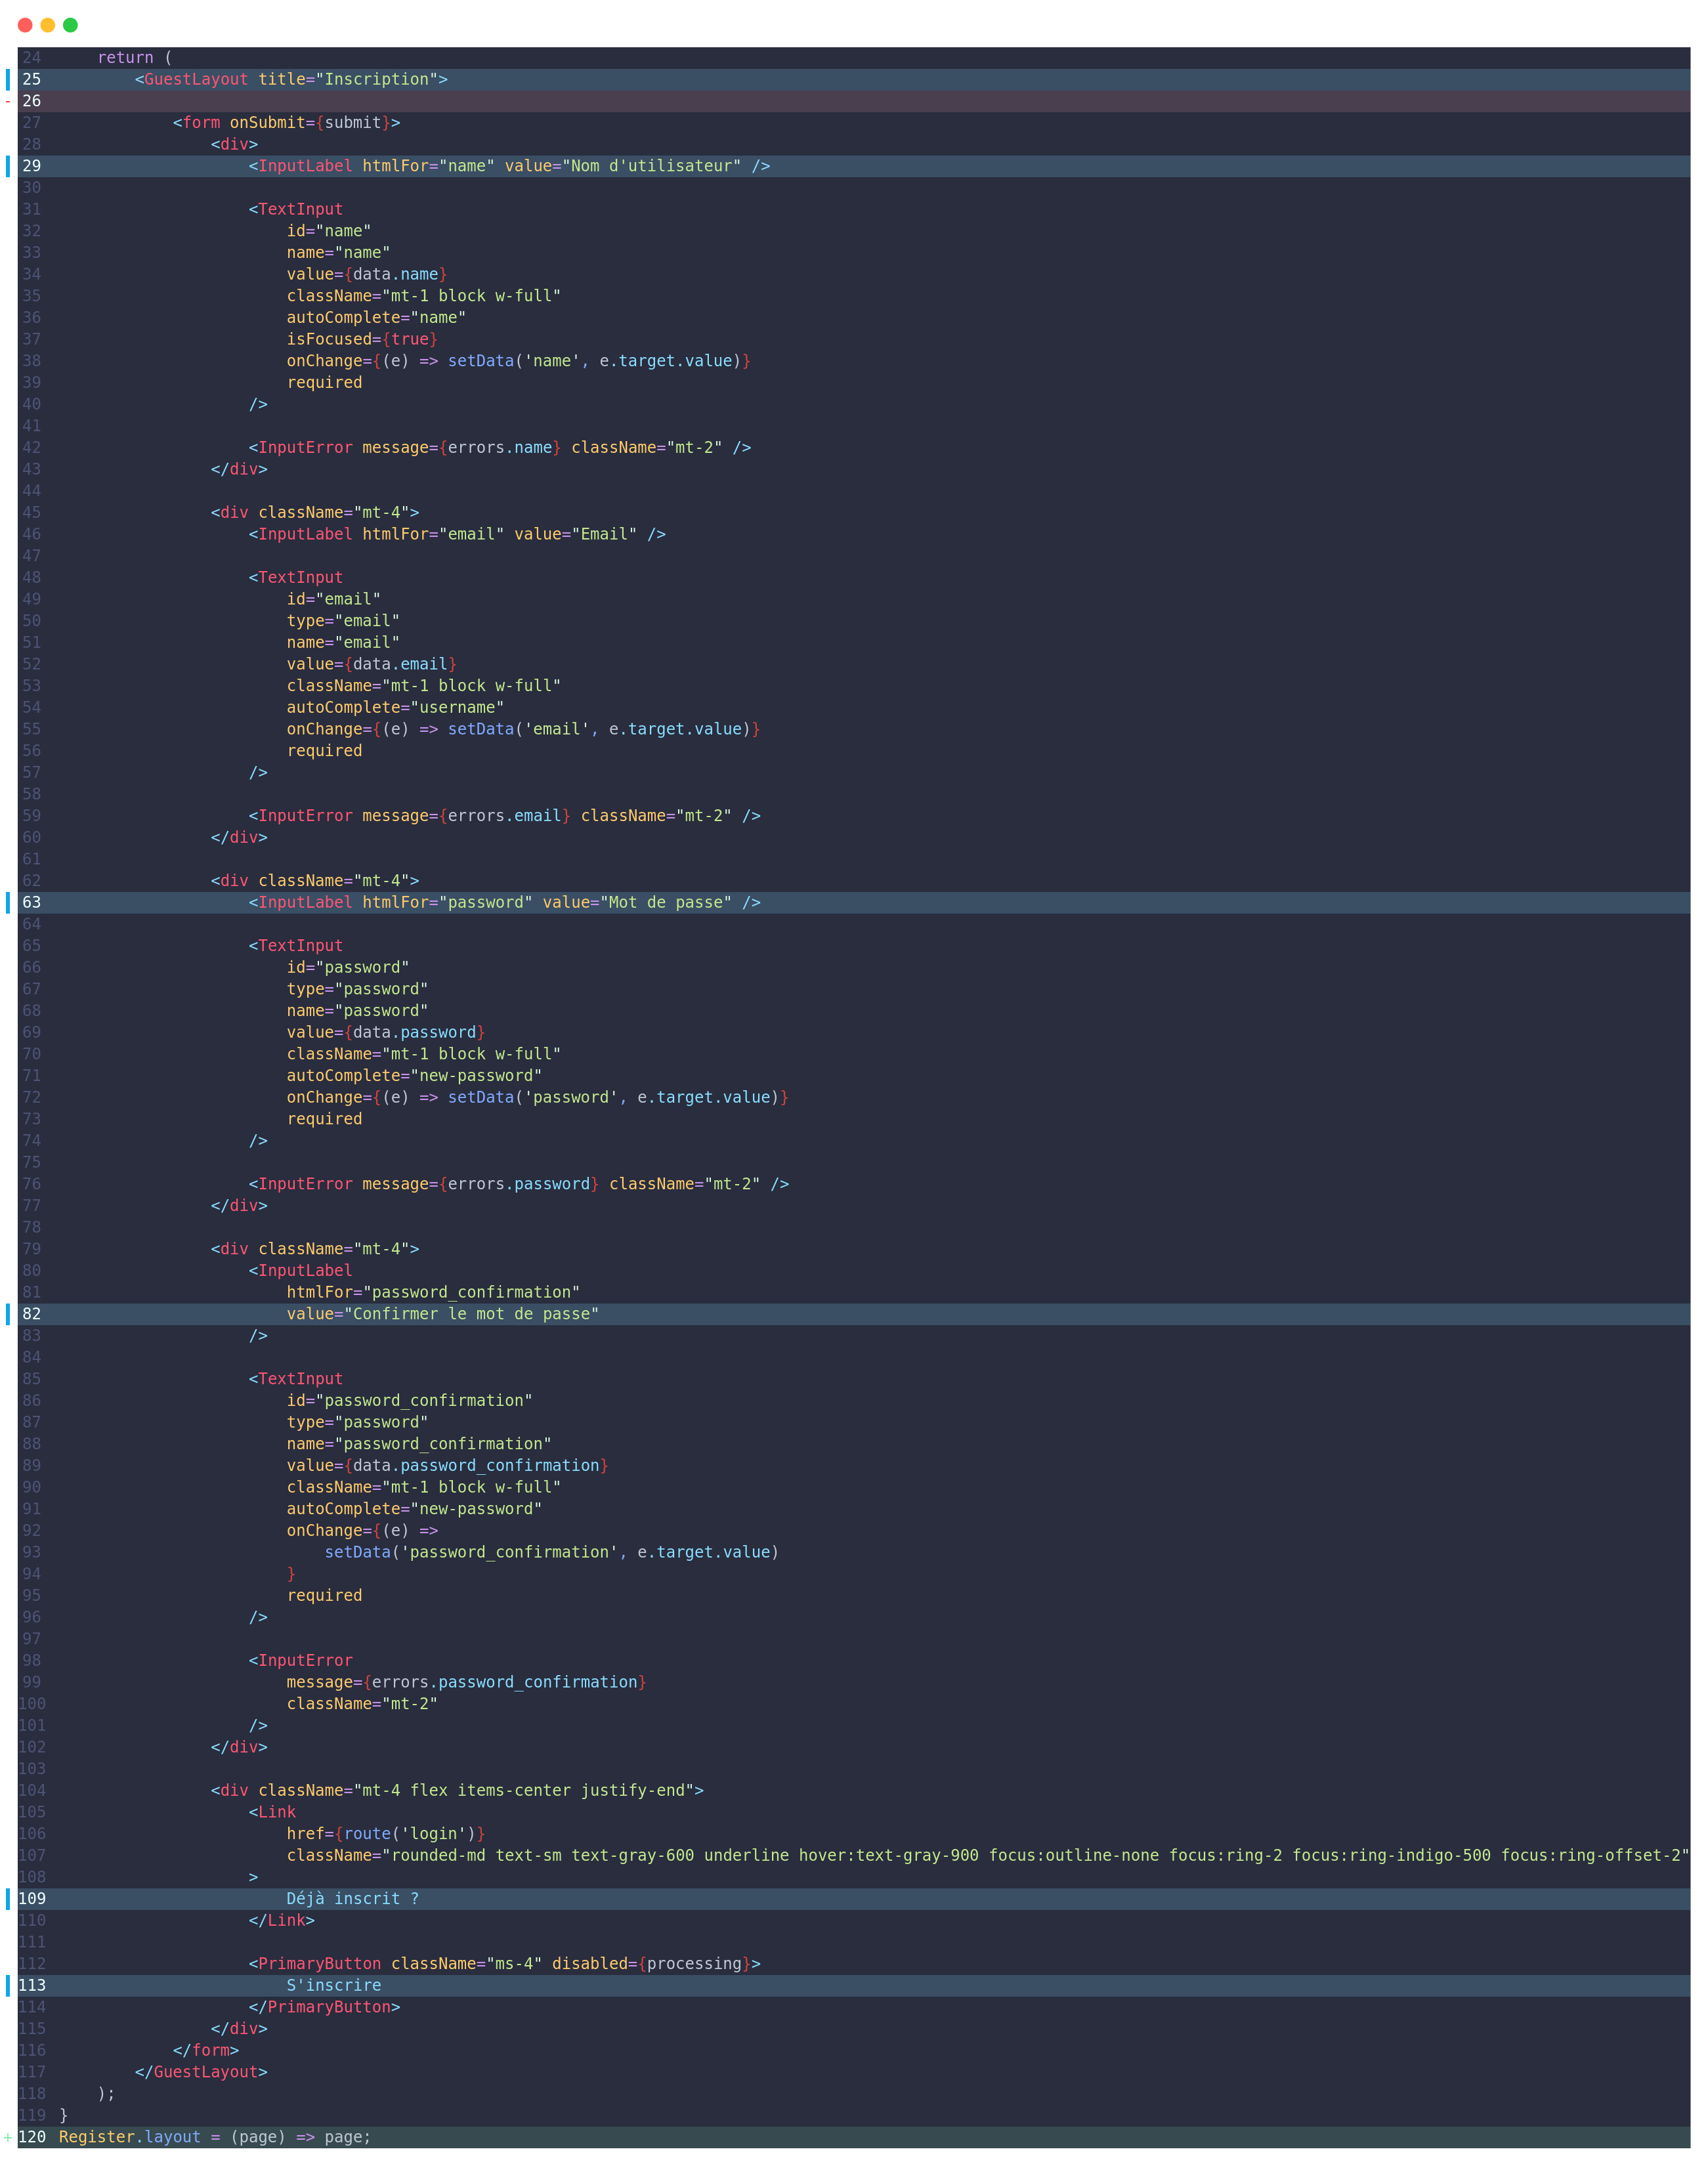 24 return (
25 <GuestLayout title="Inscription">
- 26
27 <form onSubmit={submit}>
28 <div>
29 <InputLabel htmlFor="name" value="Nom d'utilisateur" />
30
31 <TextInput
32 id="name"
33 name="name"
34 value={data.name}
35 className="mt-1 block w-full"
36 autoComplete="name"
37 isFocused={true}
38 onChange={(e) => setData('name', e.target.value)}
39 required
40 />
41
42 <InputError message={errors.name} className="mt-2" />
43 </div>
44
45 <div className="mt-4">
46 <InputLabel htmlFor="email" value="Email" />
47
48 <TextInput
49 id="email"
50 type="email"
51 name="email"
52 value={data.email}
53 className="mt-1 block w-full"
54 autoComplete="username"
55 onChange={(e) => setData('email', e.target.value)}
56 required
57 />
58
59 <InputError message={errors.email} className="mt-2" />
60 </div>
61
62 <div className="mt-4">
63 <InputLabel htmlFor="password" value="Mot de passe" />
64
65 <TextInput
66 id="password"
67 type="password"
68 name="password"
69 value={data.password}
70 className="mt-1 block w-full"
71 autoComplete="new-password"
72 onChange={(e) => setData('password', e.target.value)}
73 required
74 />
75
76 <InputError message={errors.password} className="mt-2" />
77 </div>
78
79 <div className="mt-4">
80 <InputLabel
81 htmlFor="password_confirmation"
82 value="Confirmer le mot de passe"
83 />
84
85 <TextInput
86 id="password_confirmation"
87 type="password"
88 name="password_confirmation"
89 value={data.password_confirmation}
90 className="mt-1 block w-full"
91 autoComplete="new-password"
92 onChange={(e) =>
93 setData('password_confirmation', e.target.value)
94 }
95 required
96 />
97
98 <InputError
99 message={errors.password_confirmation}
100 className="mt-2"
101 />
102 </div>
103
104 <div className="mt-4 flex items-center justify-end">
105 <Link
106 href={route('login')}
107 className="rounded-md text-sm text-gray-600 underline hover:text-gray-900 focus:outline-none focus:ring-2 focus:ring-indigo-500 focus:ring-offset-2"
108 >
109 Déjà inscrit ?
110 </Link>
111
112 <PrimaryButton className="ms-4" disabled={processing}>
113 S'inscrire
114 </PrimaryButton>
115 </div>
116 </form>
117 </GuestLayout>
118 );
119 }
+ 120 Register.layout = (page) => page;